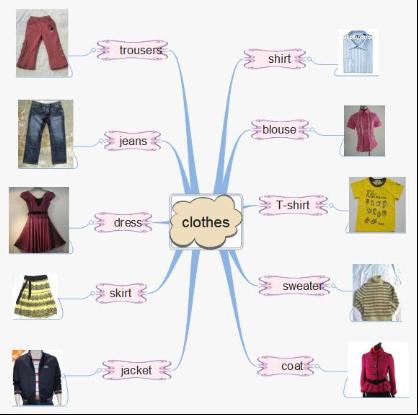 trousers
shirt
jeans
blouse
dress
clothes
T-shirt
skirt
sweater
jacket
coat